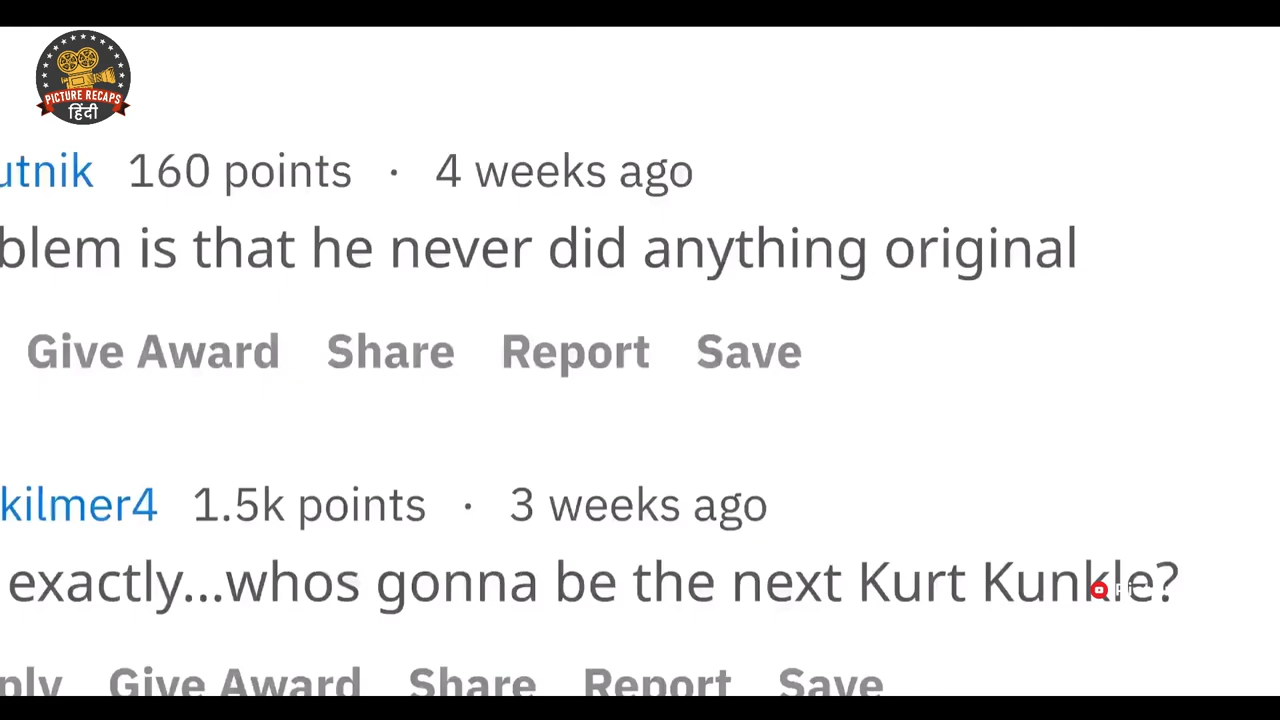 PICTURE RECAPS
हिंदी
utnik 160 points · 4 weeks ago
blem is that he never did anything original
Give Award Share Report Save
kilmer4 1.5k points · 3 weeks ago
exactly...whos gonna be the next Kurt Kunkle?
ply Give Award Share Report Save